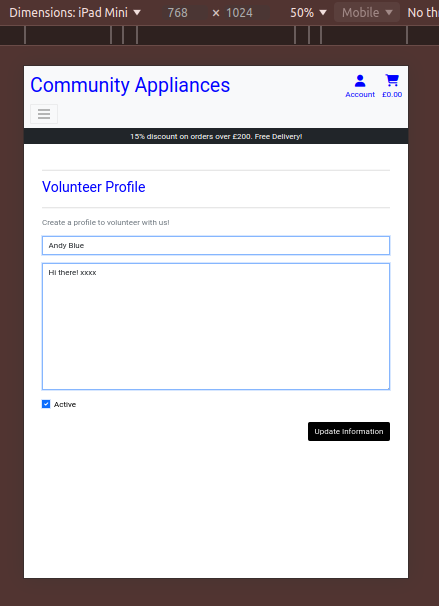 Dimensions: iPad Mini ▼ 768 × 1024 50% ▼ Mobile ▼ No th
Community Appliances
Account £0.00
15% discount on orders over £200. Free Delivery!
Volunteer Profile
Create a profile to volunteer with us!
Andy Blue
Hi there! xxxx
Active
Update Information